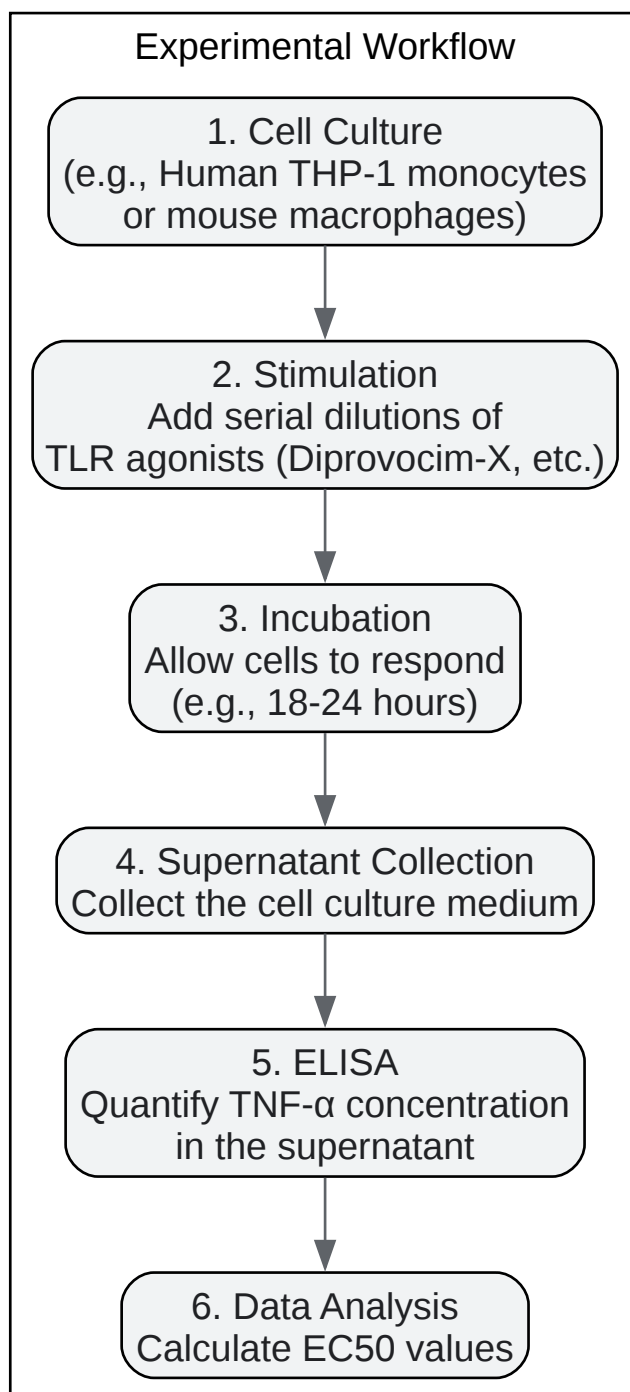 Experimental Workflow
1. Cell Culture
(e.g., Human THP-1 monocytes
or mouse macrophages)
2. Stimulation
Add serial dilutions of
TLR agonists (Diprovocim-X, etc.)
3. Incubation
Allow cells to respond
(e.g., 18-24 hours)
4. Supernatant Collection
Collect the cell culture medium
5. ELISA
Quantify TNF-α concentration
in the supernatant
6. Data Analysis
Calculate EC50 values